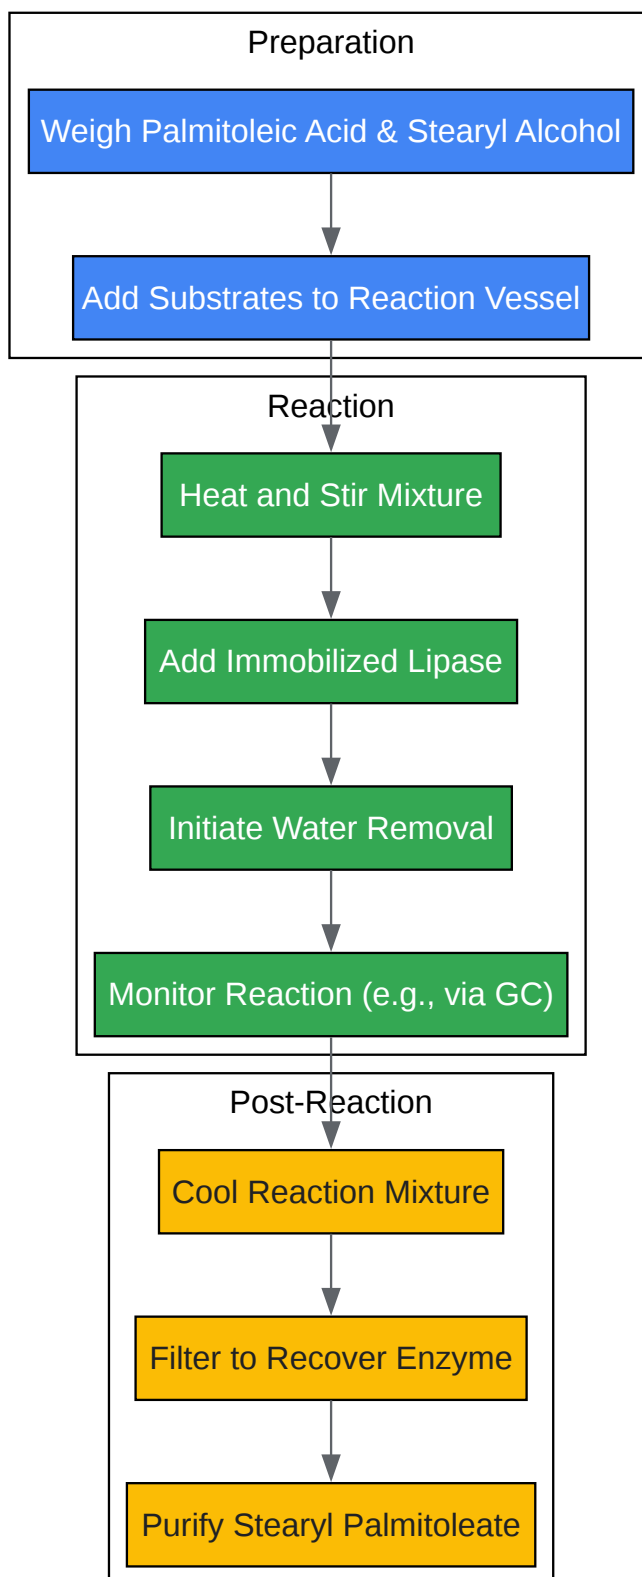 Preparation
Weigh Palmitoleic Acid & Stearyl Alcohol
Add Substrates to Reaction Vessel
Reaction
Heat and Stir Mixture
Add Immobilized Lipase
Initiate Water Removal
Monitor Reaction (e.g., via GC)
Post-Reaction
Cool Reaction Mixture
Filter to Recover Enzyme
Purify Stearyl Palmitoleate